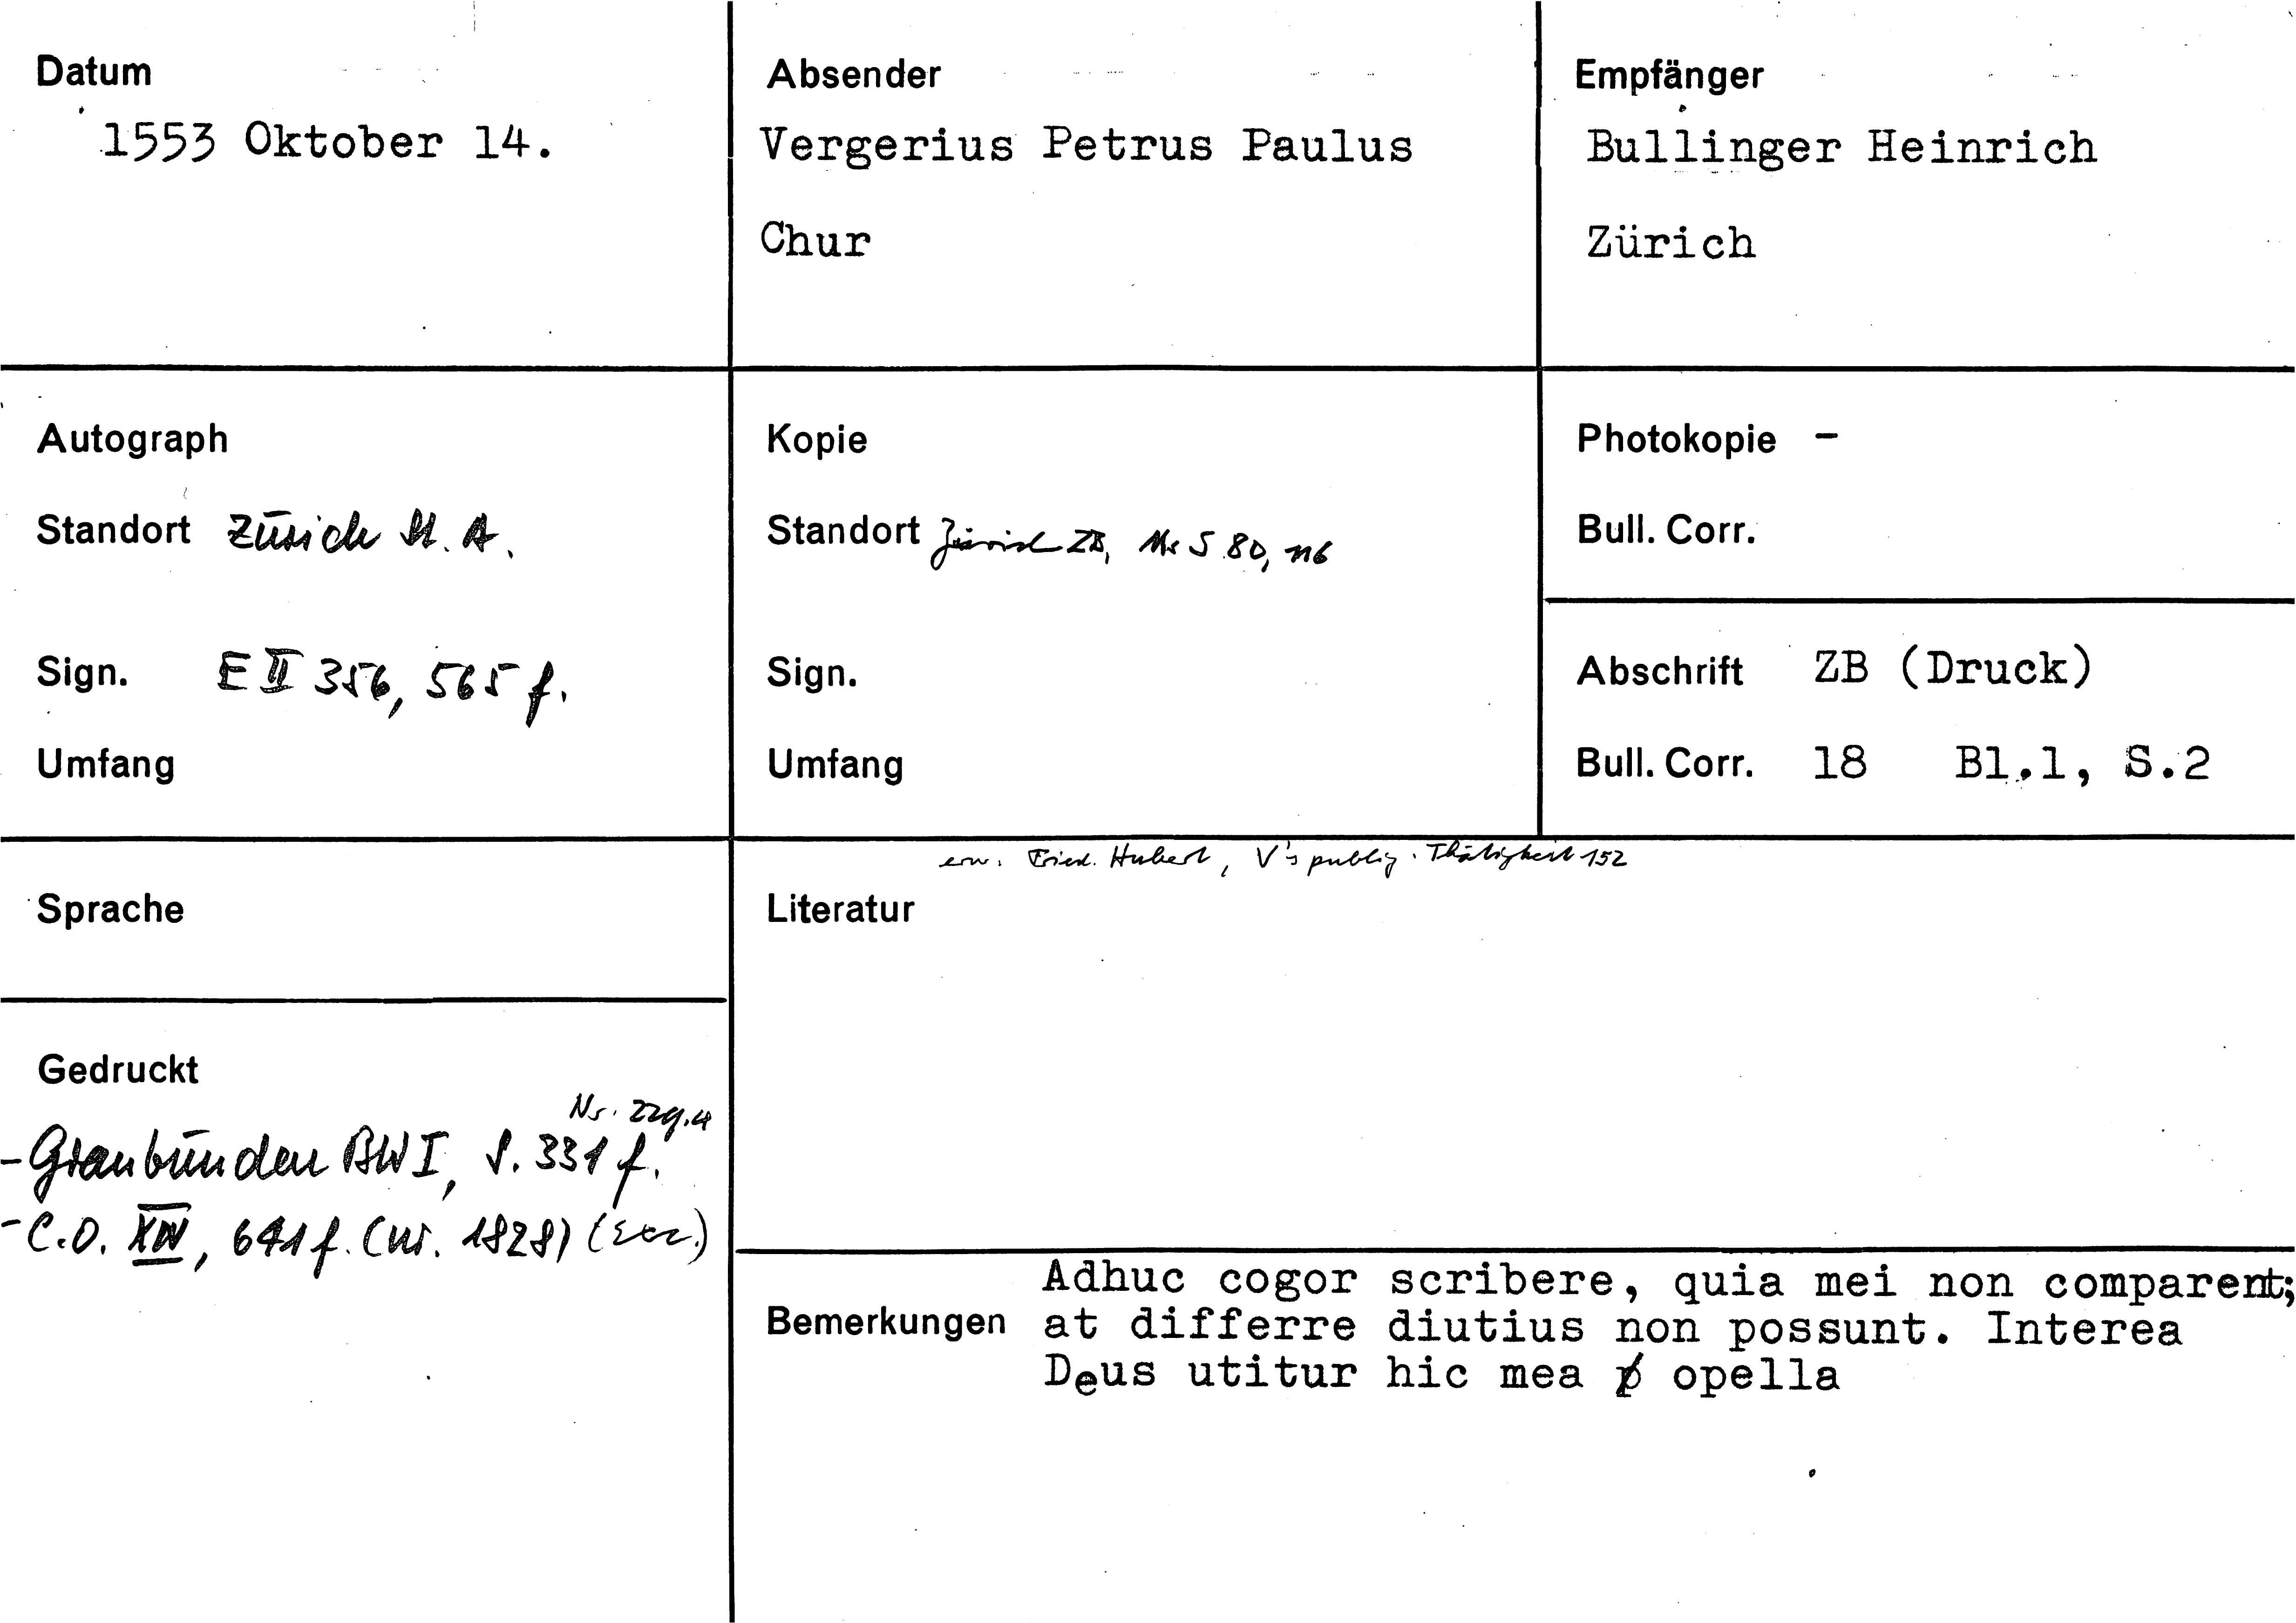 Datum
1553 Oktober 14.
Absender
Vergerius Petrus Paulus
Chur
Empfänger
Bullinger Heinrich
Zürich
Autograph
Standort Zürich St. A.
Sign. E II 356, 565 f.
Umfang
Kopie
Standort Zürich ZB, Ms S 80, 116
Sign.
Umfang
Photokopie -
Bull. Corr.
Abschrift ZB (Druck)
Bull. Corr. 18 Bl.1, S.2
Sprache
erw. Fried. Hubert, V's publiz. Thätigkeit 152
Literatur
Gedruckt
Nr.
- Graubünden BW I, S. 331 f.
- C.O. XIV, 641 f. (nr. 1828) (Exc.)
Bemerkungen
Adhuc cogor scribere, quia mei non comparent;
at differre diutius non possunt. Interea
Deus utitur hic mea opella